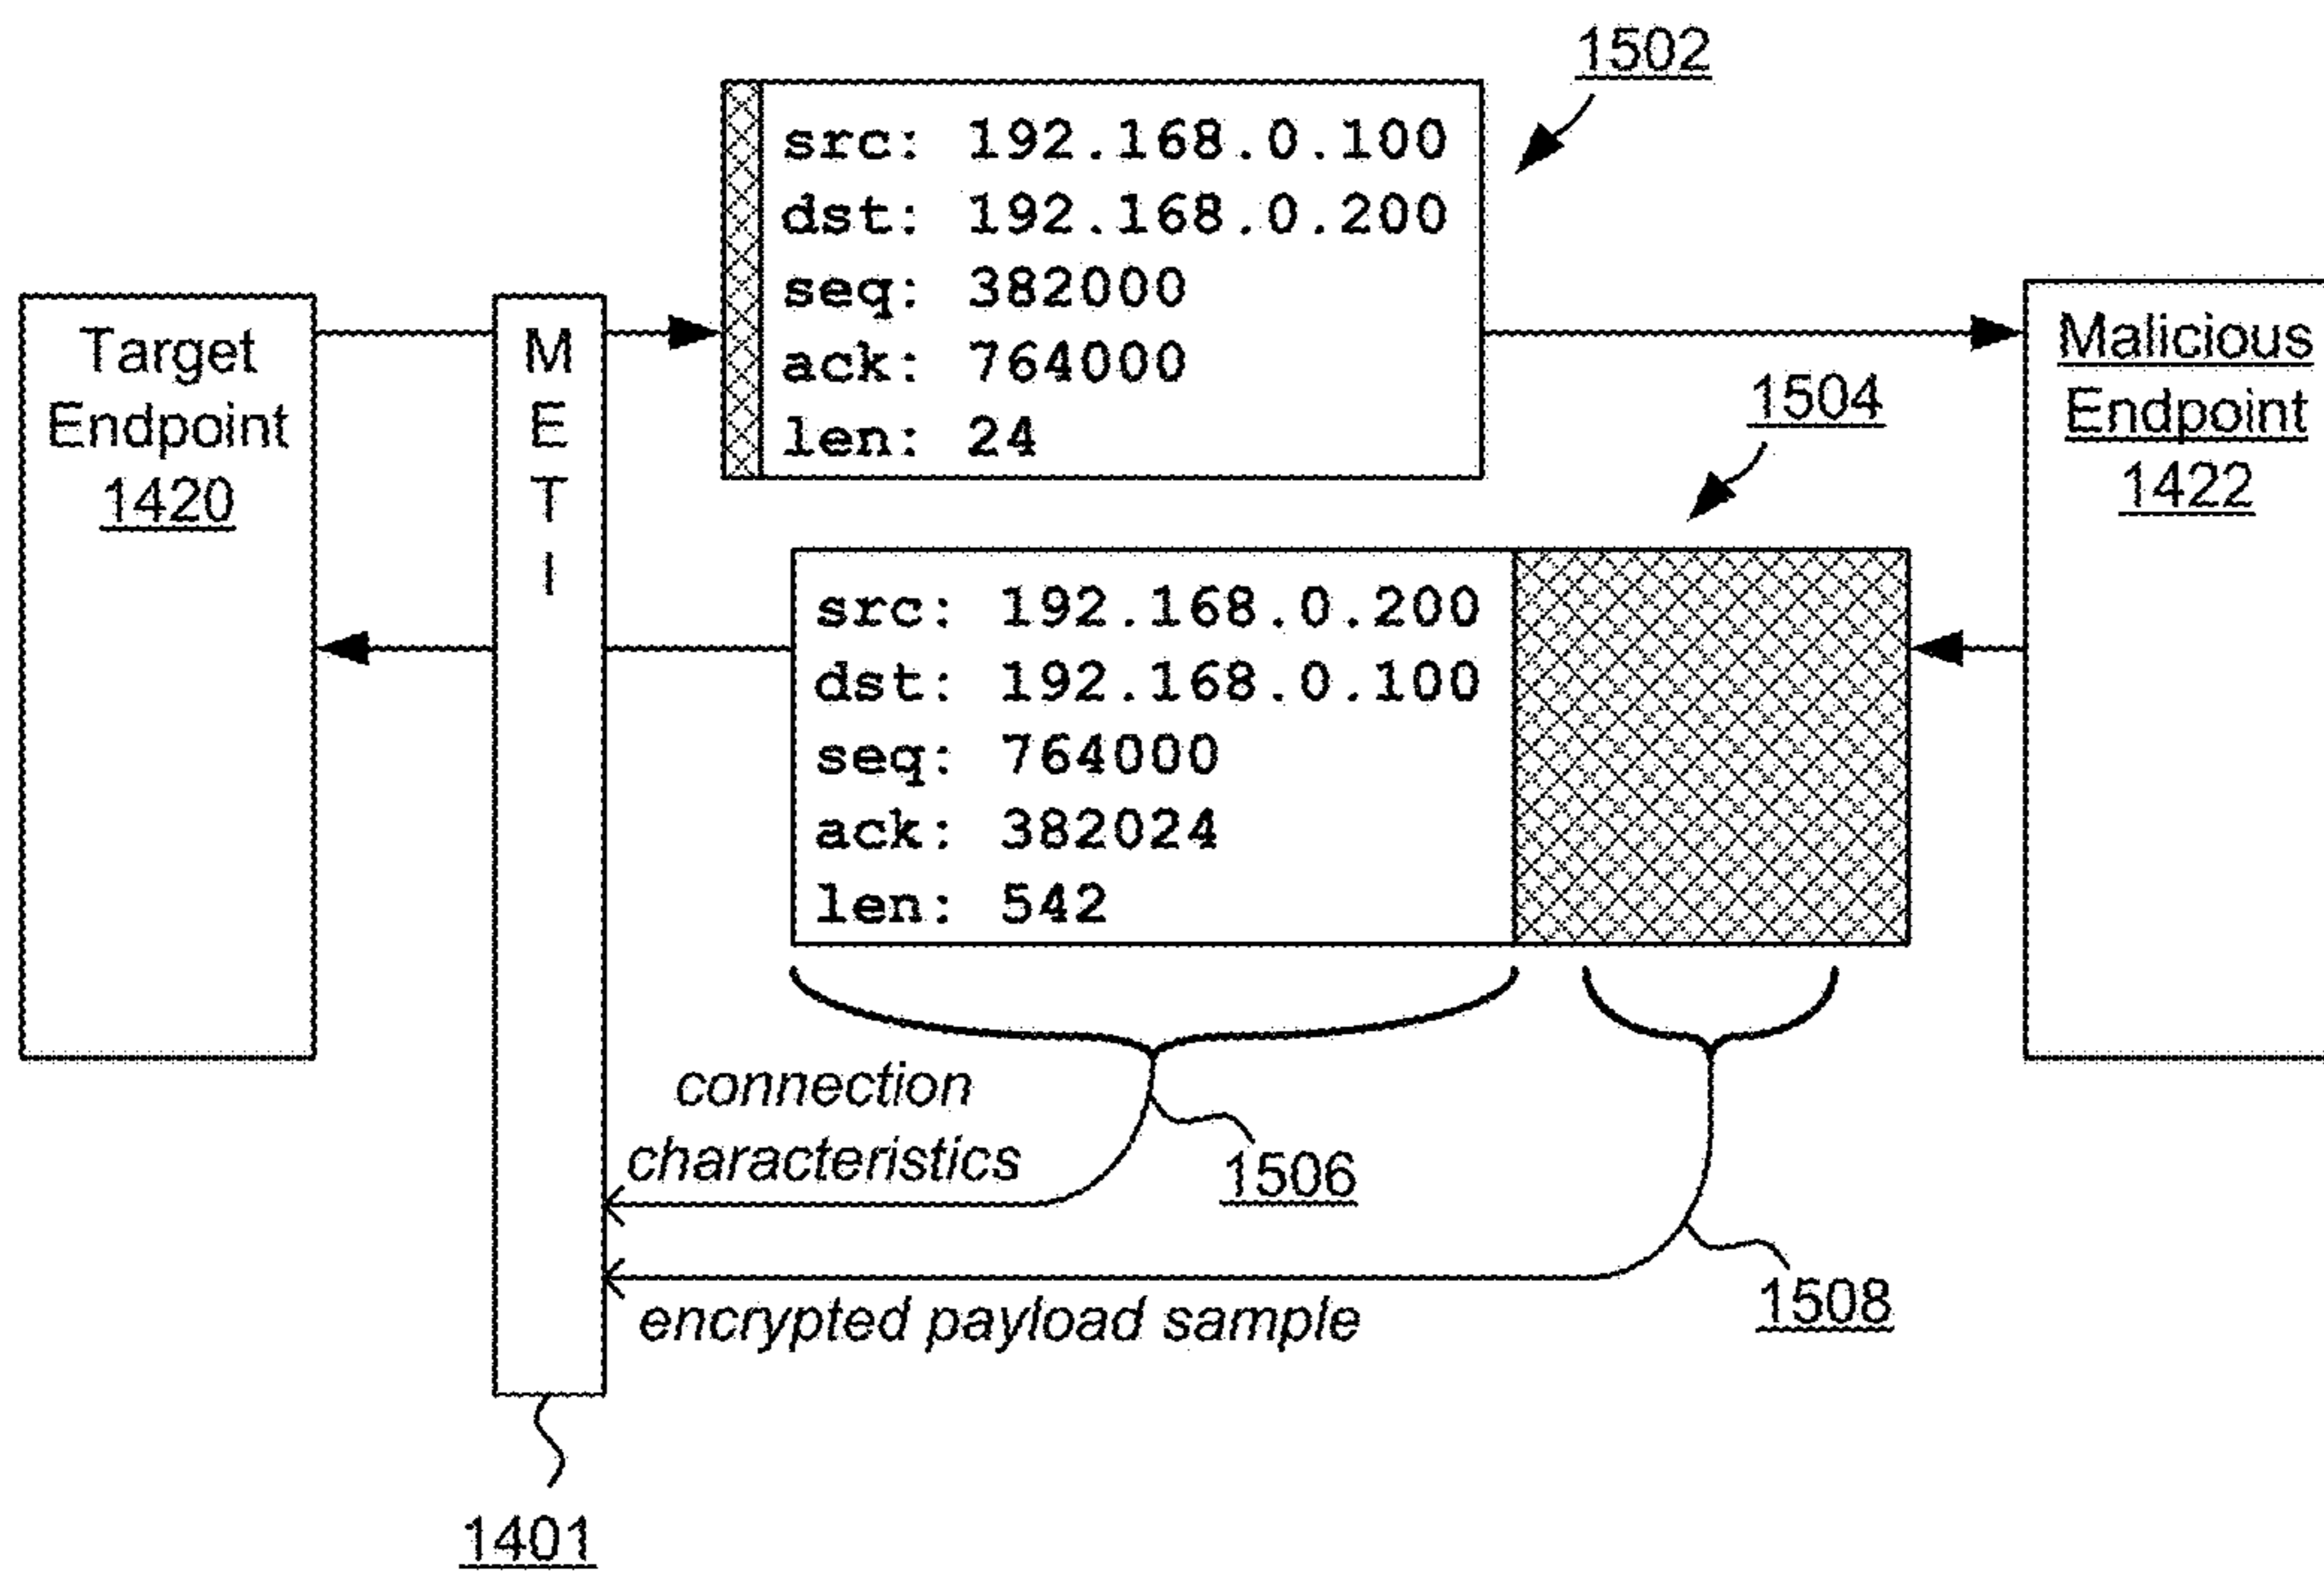 1502
src: 192.168.0.100
dst: 192.168.0.200
seq: 382000
ack: 764000
len: 24
Target
Endpoint
1420
M
E
T
I
Malicious
Endpoint
1422
1504
src: 192.168.0.200
dst: 192.168.0.100
seq: 764000
ack: 382024
len: 542
connection
characteristics
1506
encrypted payload sample
1508
1401